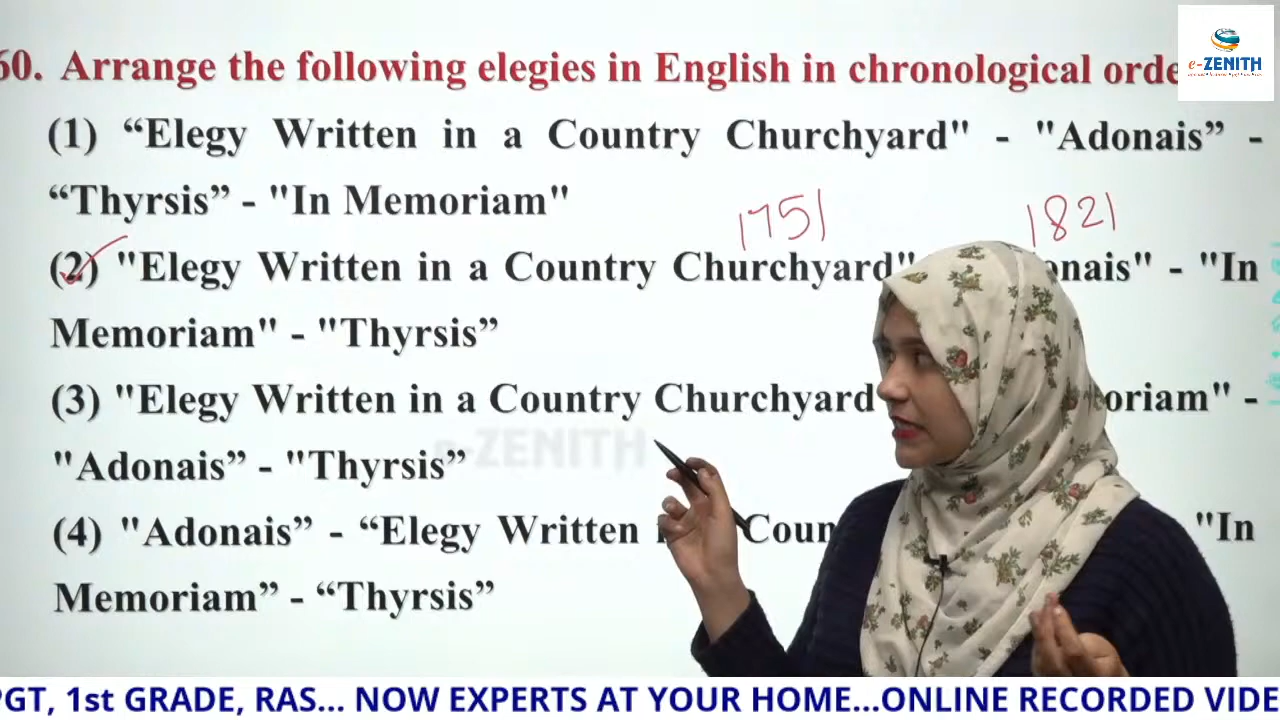 e-ZENITH
60. Arrange the following elegies in English in chronological orde
(1) “Elegy Written in a Country Churchyard" - "Adonais” -
“Thyrsis” - "In Memoriam"
1751 1821
(2) "Elegy Written in a Country Churchyard" onais" - "In
Memoriam" - "Thyrsis”
(3) "Elegy Written in a Country Churchyard oriam" -
"Adonais” - "Thyrsis”
e-ZENITH
(4) "Adonais” - “Elegy Written Coun "In
Memoriam” - “Thyrsis”
PGT, 1st GRADE, RAS... NOW EXPERTS AT YOUR HOME...ONLINE RECORDED VIDE